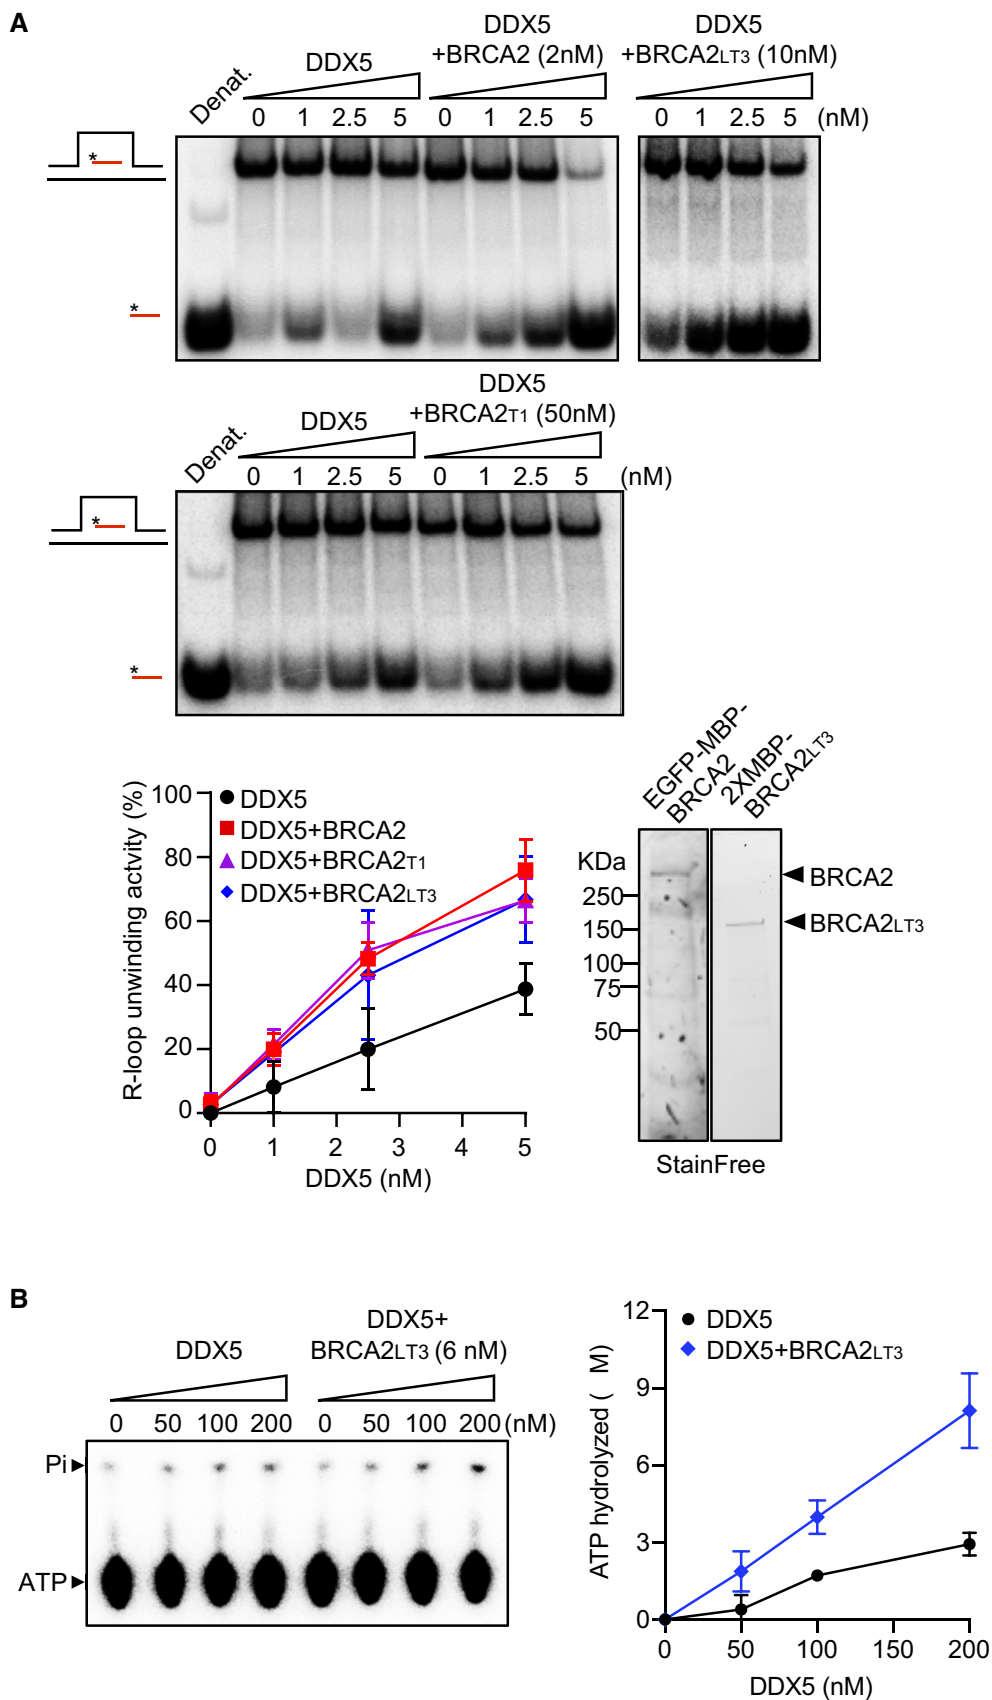 A
Denat.
DDX5
DDX5
+BRCA2 (2nM)
DDX5
+BRCA2LT3 (10nM)
0 1 2.5 5 0 1 2.5 5 0 1 2.5 5 (nM)
*
*
Denat.
DDX5
DDX5
+BRCA2T1 (50nM)
0 1 2.5 5 0 1 2.5 5 (nM)
*
*
R-loop unwinding actvity (%)
100
80
60
40
20
0
DDX5
DDX5+BRCA2
DDX5+BRCA2T1
DDX5+BRCA2LT3
0 1 2 3 4 5
DDX5 (nM)
EGFP-MBP-
BRCA2
2XMBP-
BRCA2LT3
KDa
250
150
100
75
50
BRCA2
BRCA2LT3
StainFree
B
DDX5
DDX5+
BRCA2LT3 (6 nM)
0 50 100 200 0 50 100 200 (nM)
Pi
ATP
ATP hydrolyzed ( M)
12
9
6
3
0
DDX5
DDX5+BRCA2LT3
0 50 100 150 200
DDX5 (nM)